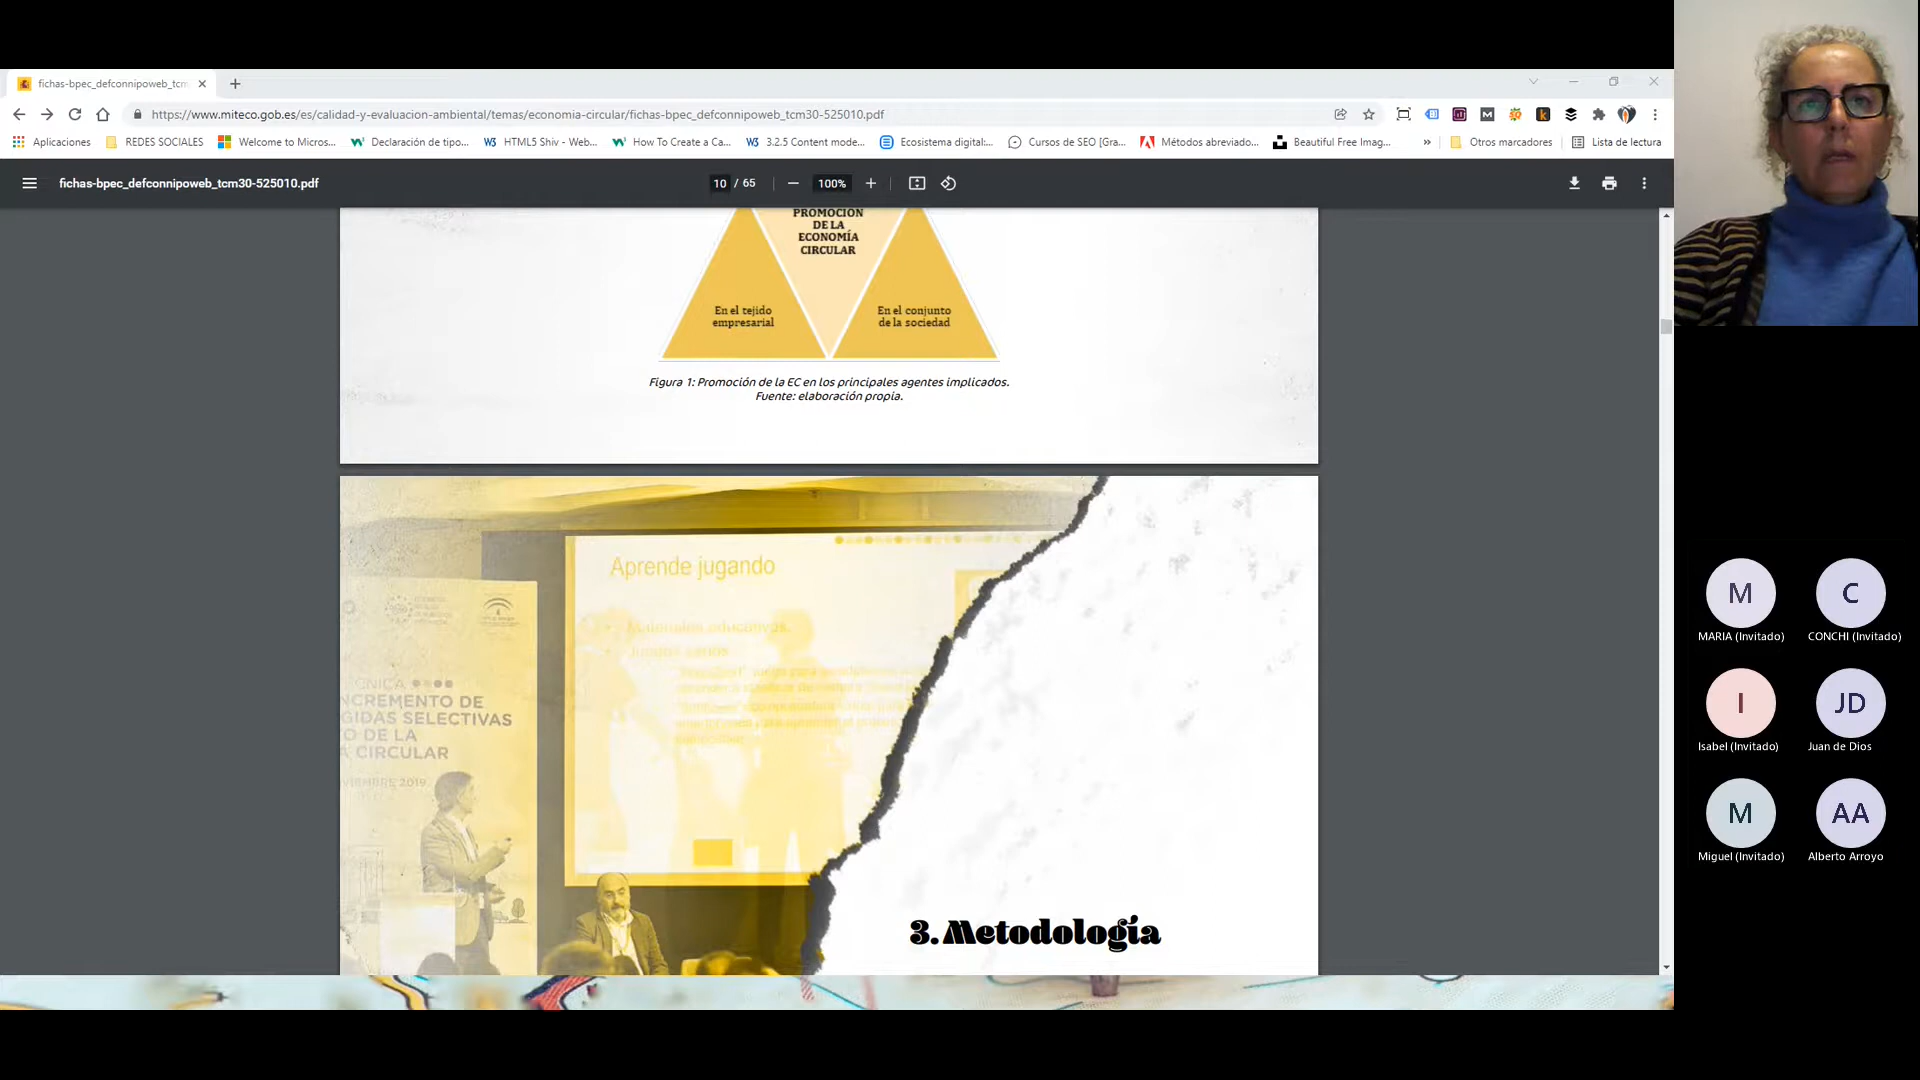 fichas-bpec_defconnipoweb_tcm
https://www.miteco.gob.es/es/calidad-y-evaluacion-ambiental/temas/economia-circular/fichas-bpec_defconnipoweb_tcm30-525010.pdf
Aplicaciones
REDES SOCIALES
Welcome to Micros...
Declaración de tipo...
HTML5 Shiv - Web...
How To Create a Ca...
3.2.5 Content mode...
Ecosistema digital:...
Cursos de SEO [Gra...
Métodos abreviado...
Beautiful Free Imag...
»
Otros marcadores
Lista de lectura
fichas-bpec_defconnipoweb_tcm30-525010.pdf
10 / 65
100%
PROMOCIÓN
DE LA
ECONOMÍA
CIRCULAR
En el tejido
empresarial
En el conjunto
de la sociedad
Figura 1: Promoción de la EC en los principales agentes implicados.
Fuente: elaboración propia.
Aprende jugando
Materiales educativos.
CNICA
NCREMENTO DE
GIDAS SELECTIVAS
O DE LA
A CIRCULAR
VIEMBRE 2019
3. Metodología
M
MARIA (Invitado)
C
CONCHI (Invitado)
I
Isabel (Invitado)
JD
Juan de Dios
M
Miguel (Invitado)
AA
Alberto Arroyo